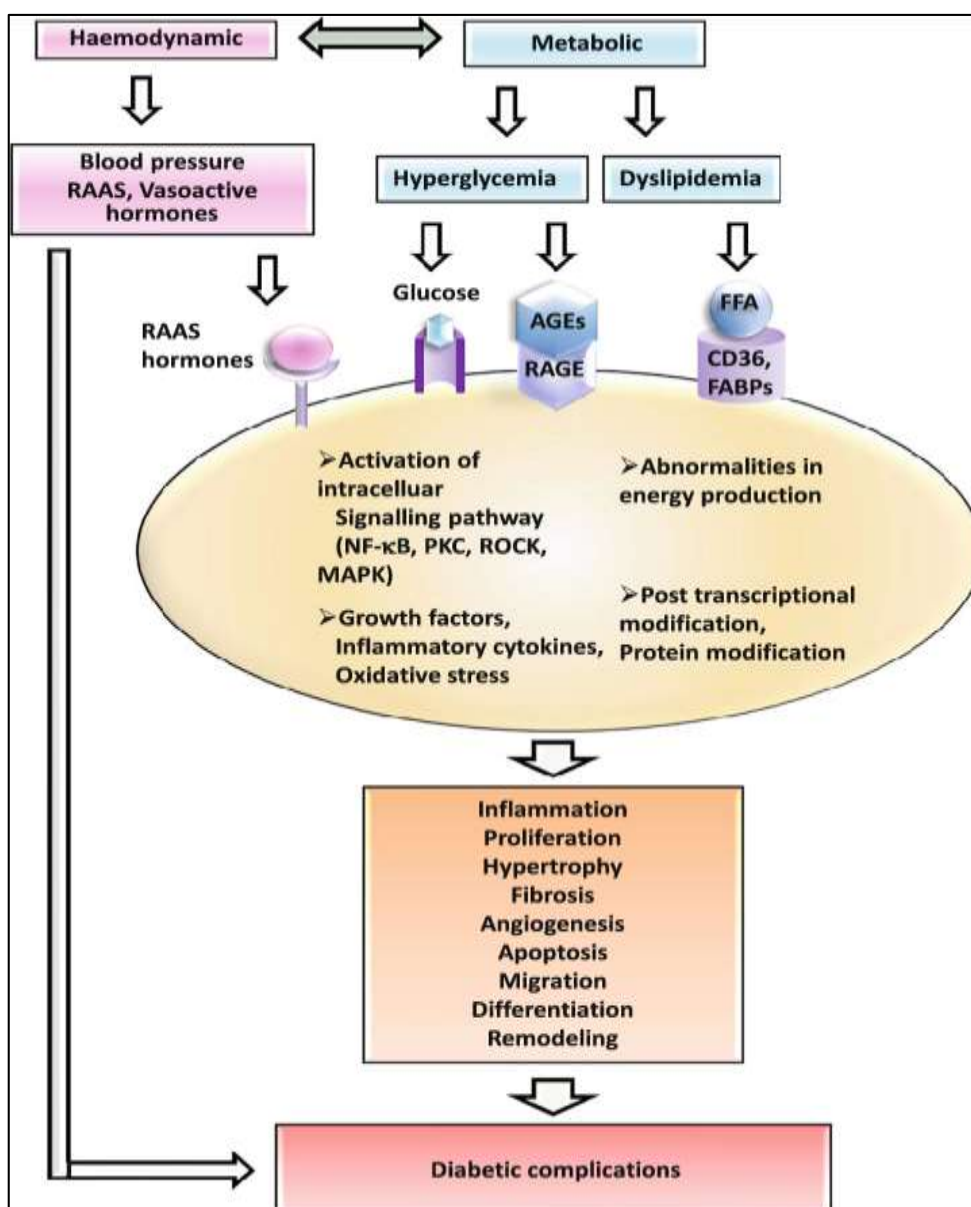 Haemodynamic
Metabolic
Blood pressure
RAAS, Vasoactive
hormones
Hyperglycemia
Dyslipidemia
RAAS
hormones
Glucose
AGEs
RAGE
FFA
CD36,
FABPs
➢Activation of
intracelluar
Signalling pathway
(NF-κB, PKC, ROCK,
MAPK)
➢Growth factors,
Inflammatory cytokines,
Oxidative stress
➢Abnormalities in
energy production
➢Post transcriptional
modification,
Protein modification
Inflammation
Proliferation
Hypertrophy
Fibrosis
Angiogenesis
Apoptosis
Migration
Differentiation
Remodeling
Diabetic complications